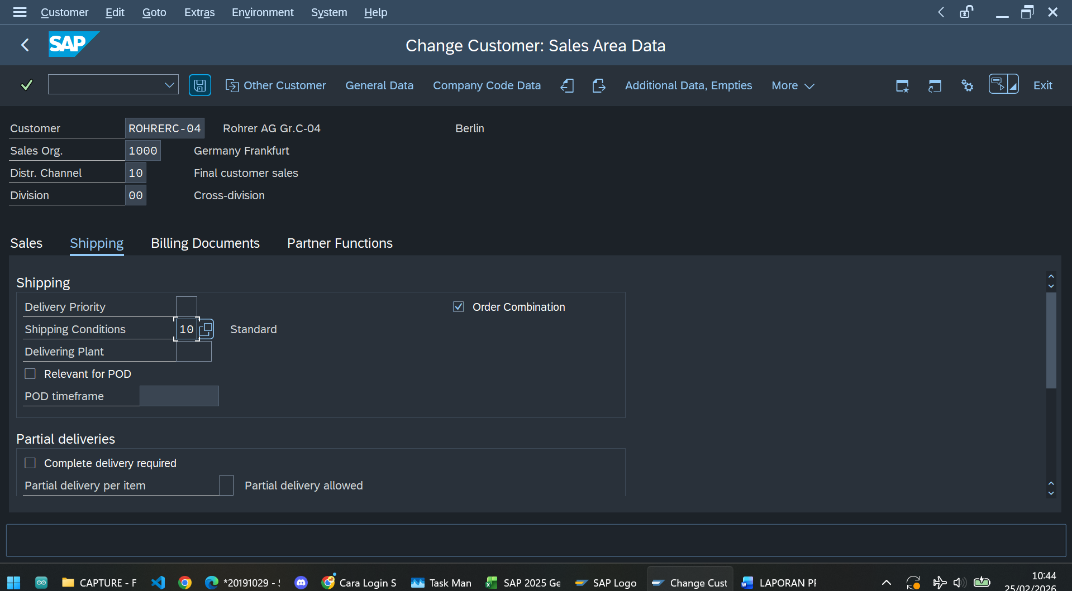 Customer Edit Goto Extras Environment System Help
SAP Change Customer: Sales Area Data
Other Customer General Data Company Code Data Additional Data, Empties More Exit
Customer ROHRERC-04 Rohrer AG Gr.C-04 Berlin
Sales Org. 1000 Germany Frankfurt
Distr. Channel 10 Final customer sales
Division 00 Cross-division
Sales Shipping Billing Documents Partner Functions
Shipping
Delivery Priority Order Combination
Shipping Conditions 10 Standard
Delivering Plant
Relevant for POD
POD timeframe
Partial deliveries
Complete delivery required
Partial delivery per item Partial delivery allowed
CAPTURE - F *20191029 - Cara Login S Task Man SAP 2025 Ge SAP Logo Change Cust LAPORAN PF 10:44
25/02/2026